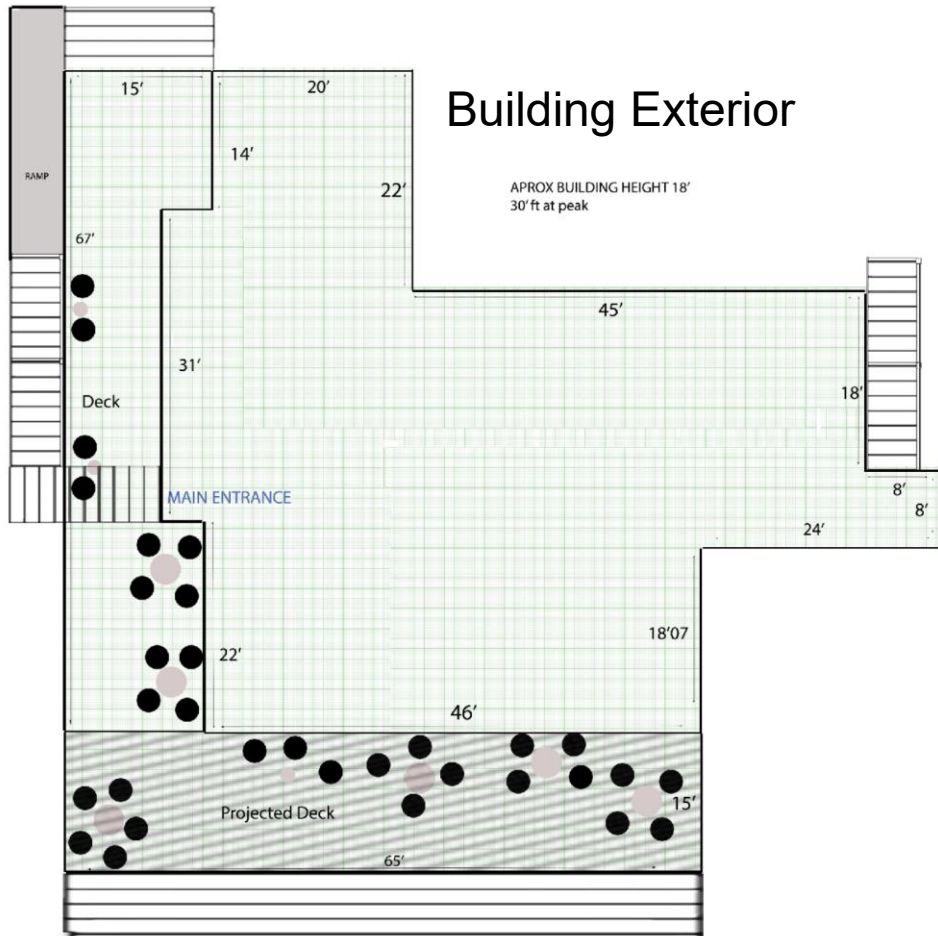 15'
20'
Building Exterior
14'
RAMP
22'
APROX BUILDING HEIGHT 18'
30' ft at peak
67'
45'
31'
18'
Deck
MAIN ENTRANCE
8'
8'
24'
18'07
22'
46'
15'
Projected Deck
65'